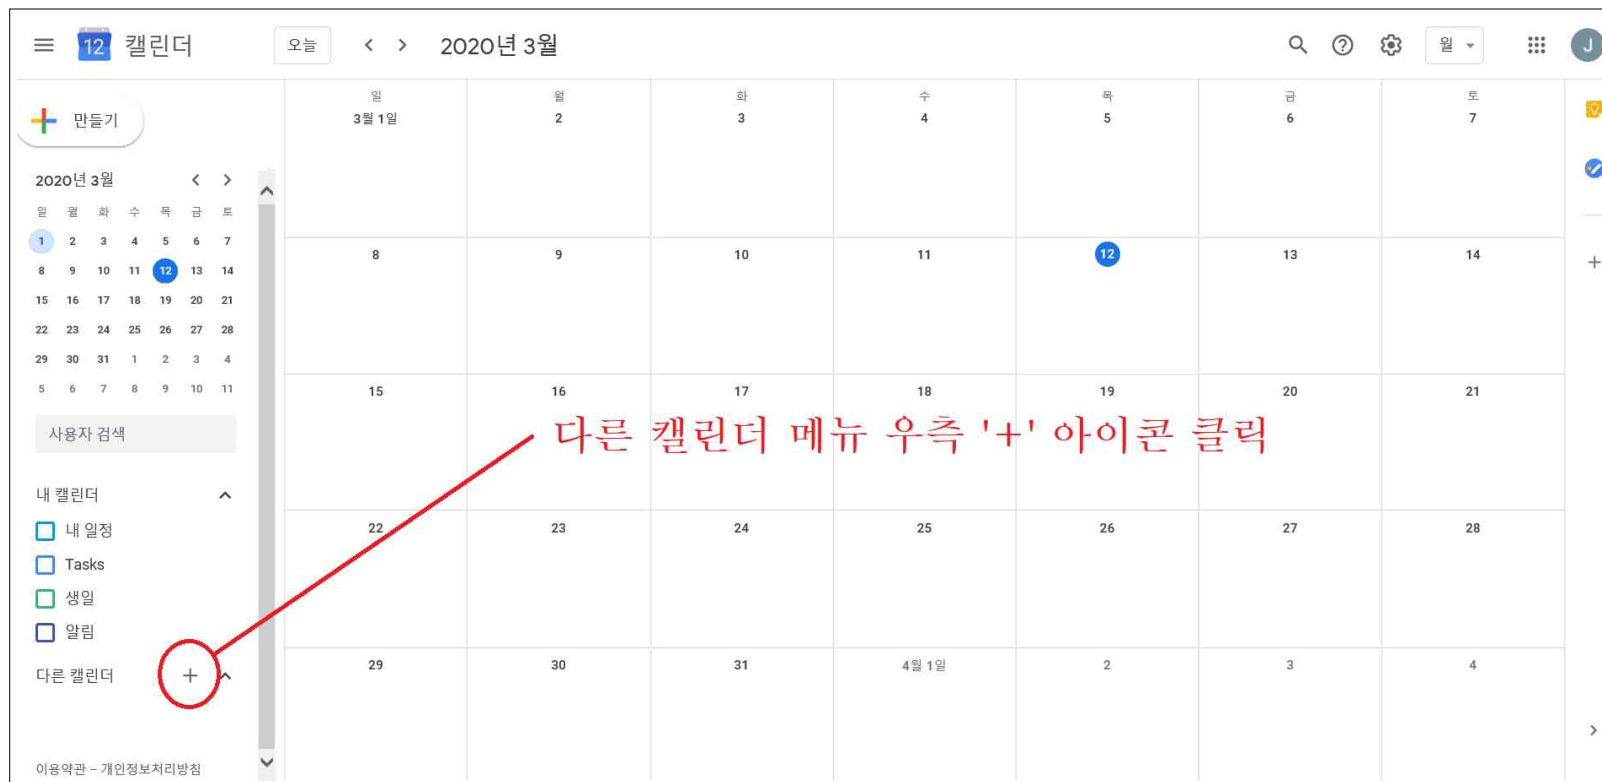 12 캘린더 오늘 2020년 3월 월 J
만들기
2020년 3월
일 월 화 수 목 금 토
1 2 3 4 5 6 7
8 9 10 11 12 13 14
15 16 17 18 19 20 21
22 23 24 25 26 27 28
29 30 31 1 2 3 4
5 6 7 8 9 10 11
사용자 검색
내 캘린더
내 일정
Tasks
생일
알림
다른 캘린더
이용약관 – 개인정보처리방침
일 월 화 수 목 금 토
3월 1일 2 3 4 5 6 7
8 9 10 11 12 13 14
15 16 17 18 19 20 21
다른 캘린더 메뉴 우측 '+' 아이콘 클릭
22 23 24 25 26 27 28
29 30 31 4월 1일 2 3 4